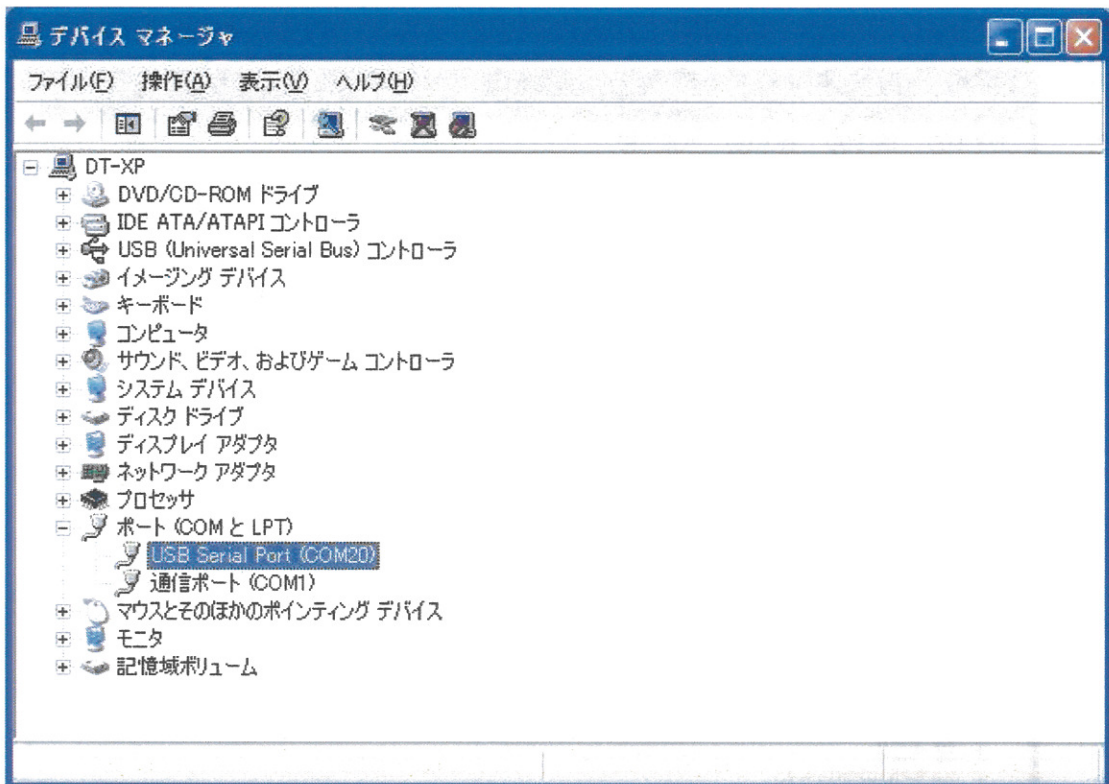 デバイス マネージャ
ファイル(F) 操作(A) 表示(V) ヘルプ(H)
DT-XP
DVD/CD-ROM ドライブ
IDE ATA/ATAPI コントローラ
USB (Universal Serial Bus) コントローラ
イメージング デバイス
キーボード
コンピュータ
サウンド、ビデオ、およびゲーム コントローラ
システム デバイス
ディスク ドライブ
ディスプレイ アダプタ
ネットワーク アダプタ
プロセッサ
ポート (COM と LPT)
USB Serial Port (COM20)
通信ポート (COM1)
マウスとそのほかのポインティング デバイス
モニタ
記憶域ボリューム